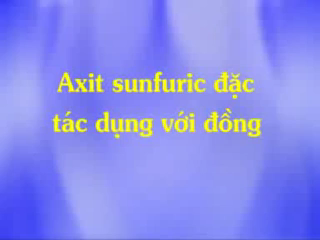 Axit sunfuric đặc
tác dụng với đồng